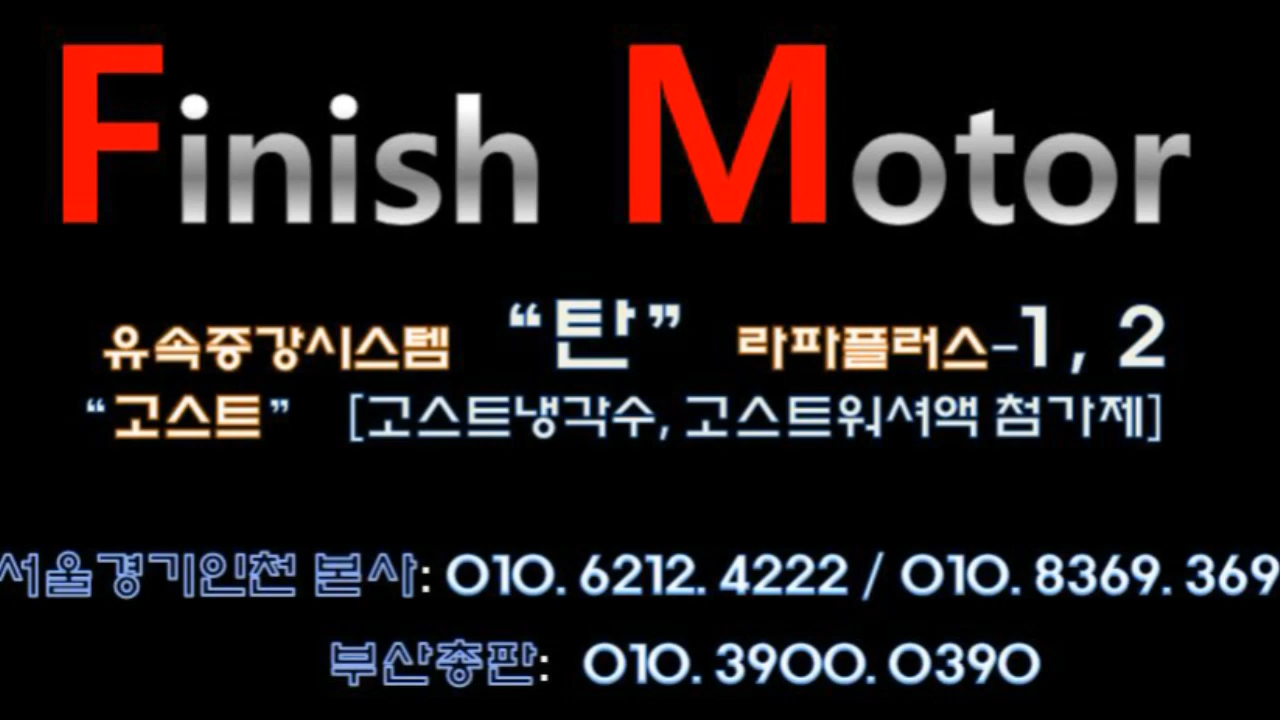 Finish Motor
유속증강시스템 “탄” 라파플러스-1, 2
“고스트” [고스트냉각수, 고스트워셔액 첨가제]
서울경기인천 본사: 010. 6212. 4222 / 010. 8369. 369
부산총판: 010. 3900. 0390